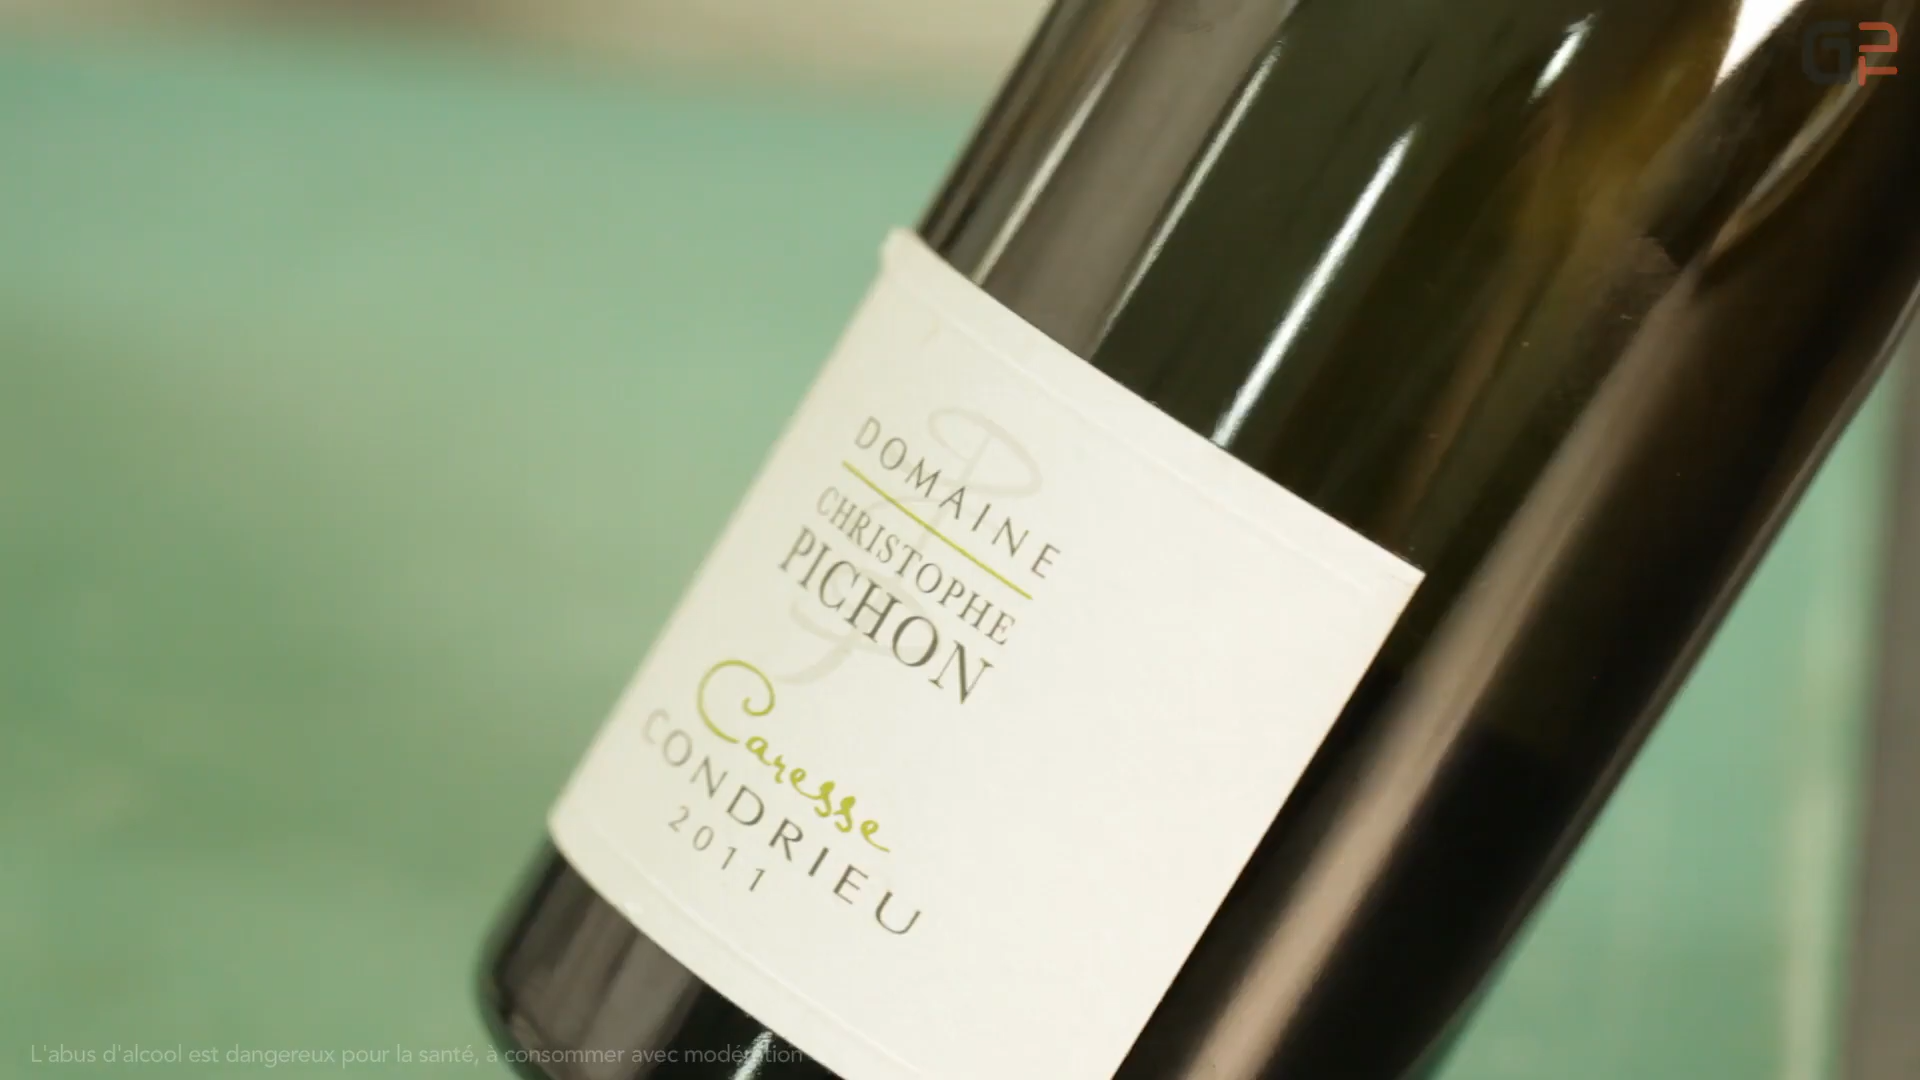 DOMAINE
CHRISTOPHE
PICHON
Caresse
CONDRIEU
2011
L'abus d'alcool est dangereux pour la santé, à consommer avec modération